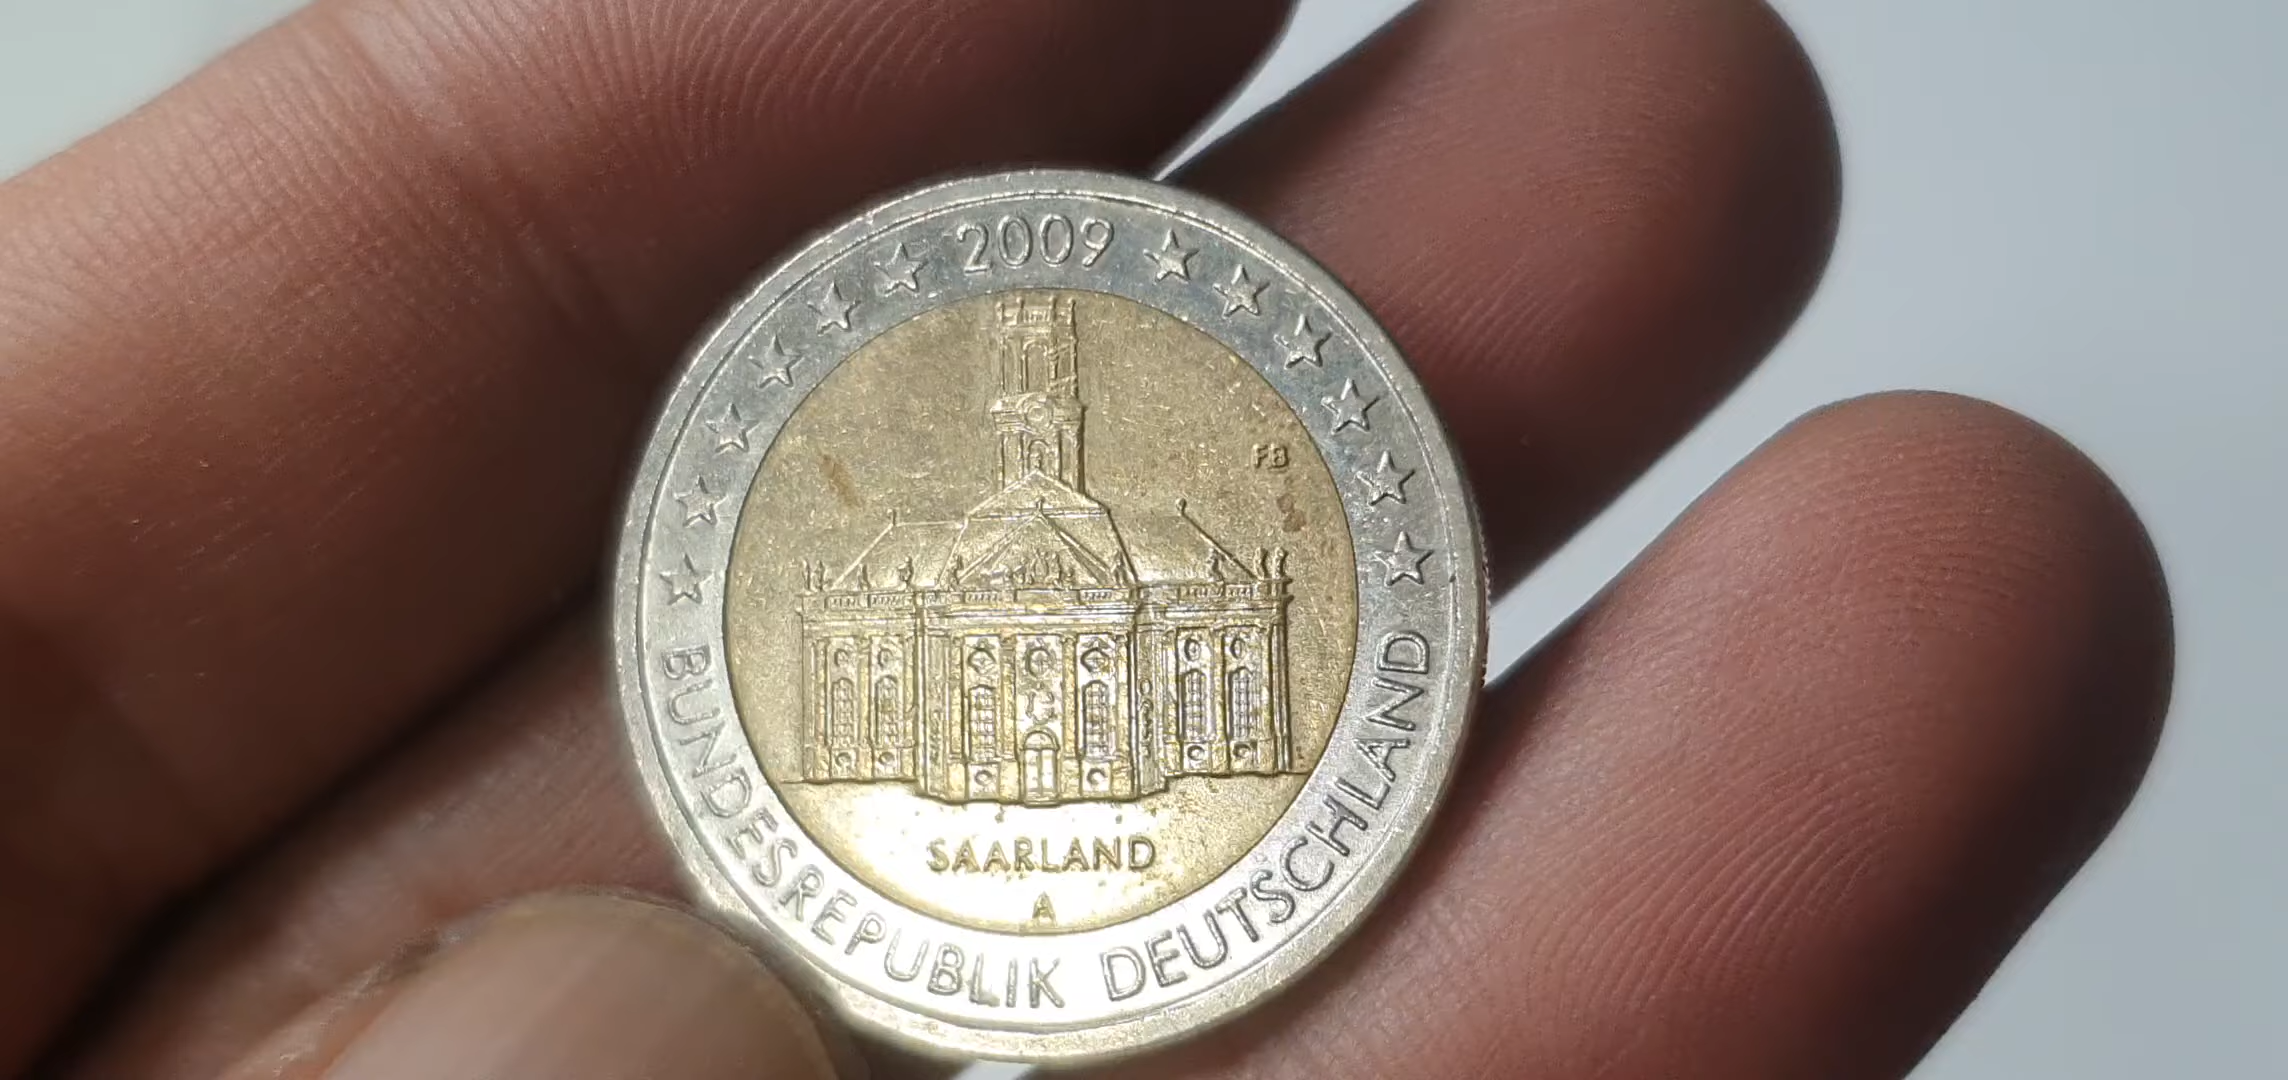 2009
FB
SAARLAND
A
BUNDESREPUBLIK DEUTSCHLAND